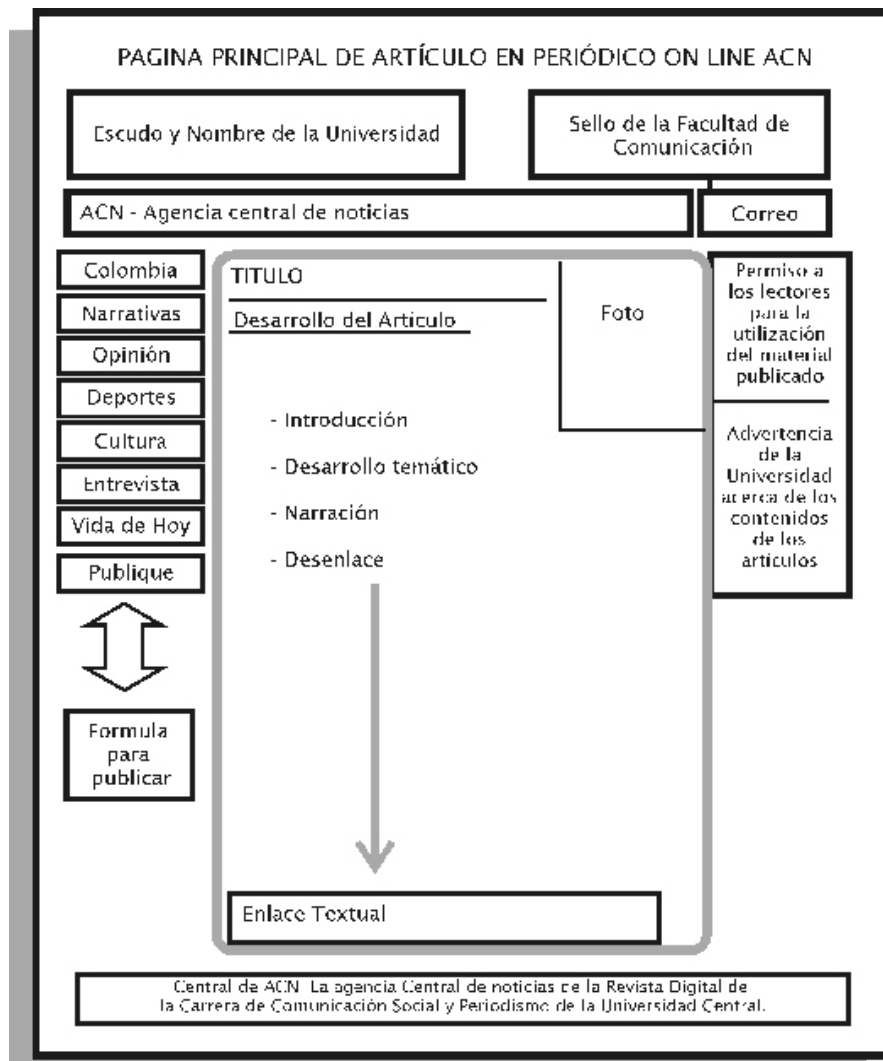 PAGINA PRINCIPAL DE ARTÍCULO EN PERIÓDICO ON LINE ACN
Escudo y Nombre de la Universidad
Sello de la Facultad de
Comunicación
ACN - Agencia central de noticias
Correo
Colombia
Narrativas
Opinión
Deportes
Cultura
Entrevista
Vida de Hoy
Publique
Formula
para
publicar
TITULO
Desarrollo del Articulo
Foto
- Introducción
- Desarrollo temático
- Narración
- Desenlace
Enlace Textual
Permiso a
los lectores
para la
utilización
del material
publicado
Advertencia
de la
Universidad
acerca de los
contenidos
de los
artículos
Central de ACN La agencia Central de noticias de la Revista Digital de
la Carrera de Comunicación Social y Periodismo de la Universidad Central.